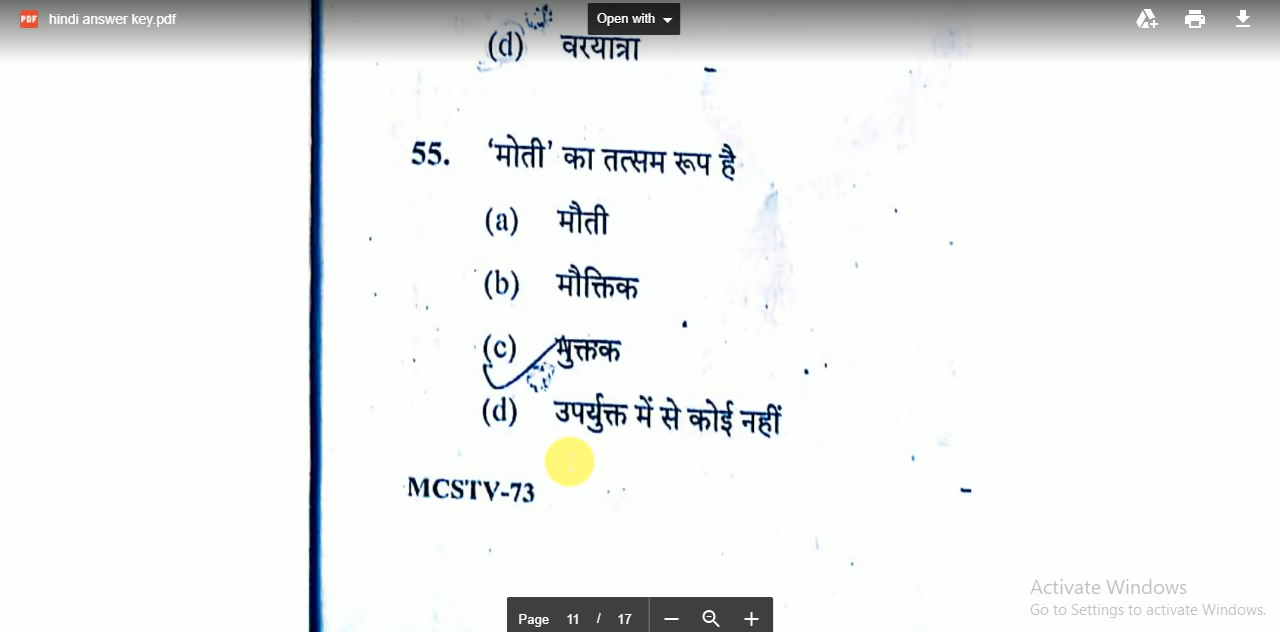 hindi answer key.pdf
Open with
(d) वरयात्रा
55. ‘मोती’ का तत्सम रूप है
(a) मौती
(b) मौक्तिक
(c) मुक्तक
(d) उपर्युक्त में से कोई नहीं
MCSTV-73
Activate Windows
Go to Settings to activate Windows.
Page 11 / 17